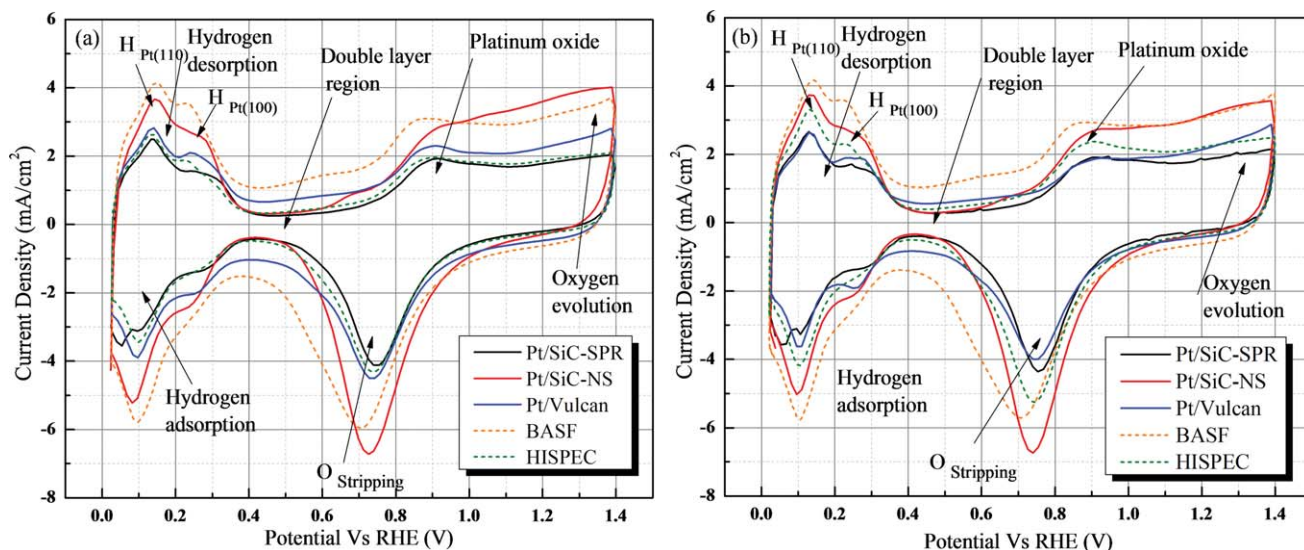 (a)
H Pt(110)
Hydrogen
desorption
H Pt(100)
Double layer
region
Platinum oxide
Oxygen
evolution
Hydrogen
adsorption
O Stripping
Pt/SiC-SPR
Pt/SiC-NS
Pt/Vulcan
BASF
HISPEC
6
4
2
0
-2
-4
-6
-8
Current Density (mA/cm²)
0.0 0.2 0.4 0.6 0.8 1.0 1.2 1.4
Potential Vs RHE (V)
(b)
H Pt(110)
Hydrogen
desorption
H Pt(100)
Double layer
region
Platinum oxide
Oxygen
evolution
Hydrogen
adsorption
O Stripping
Pt/SiC-SPR
Pt/SiC-NS
Pt/Vulcan
BASF
HISPEC
6
4
2
0
-2
-4
-6
-8
Current Density (mA/cm²)
0.0 0.2 0.4 0.6 0.8 1.0 1.2 1.4
Potential Vs RHE (V)